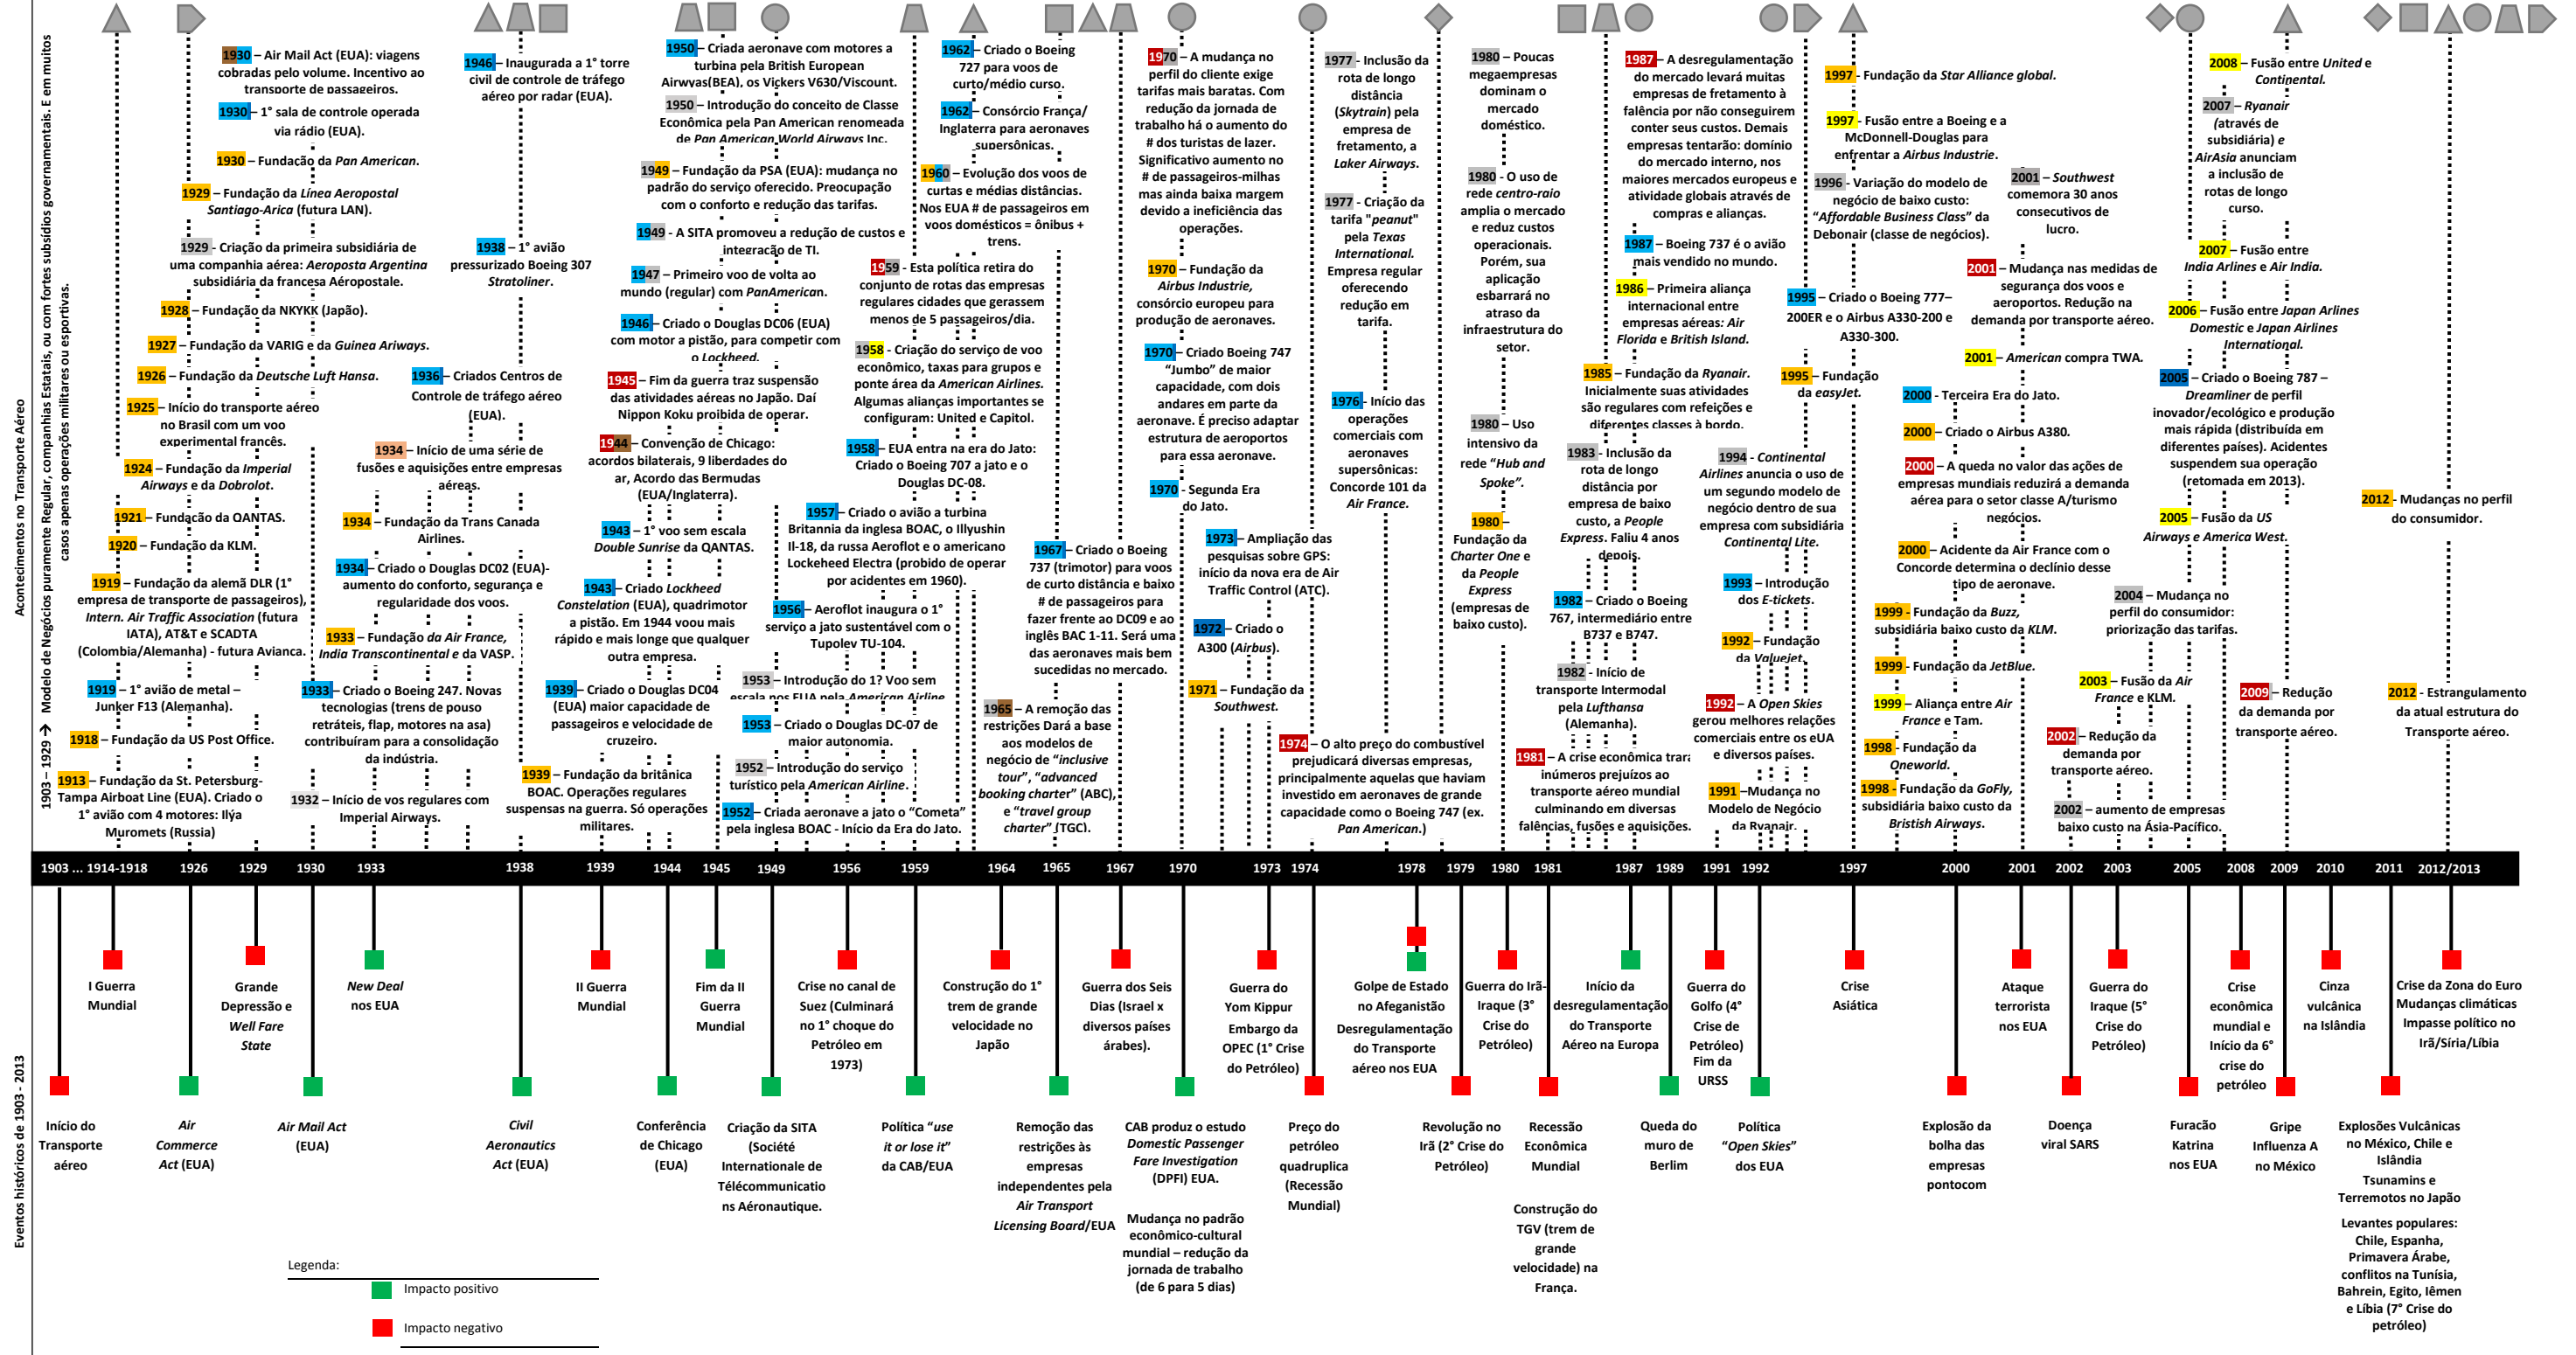 Acontecimentos no Transporte Aéreo
1903 – 1929 → Modelo de Negócios puramente Regular, companhias Estatais, ou com fortes subsídios governamentais. E em muitos
casos apenas operações militares ou esportivas.
1930 – Air Mail Act (EUA): viagens
cobradas pelo volume. Incentivo ao
transporte de passageiros.
1930 – 1° sala de controle operada
via rádio (EUA).
1930 – Fundação da Pan American.
1929 – Fundação da Línea Aeropostal
Santiago-Arica (futura LAN).
1929 - Criação da primeira subsidiária de
uma companhia aérea: Aeroposta Argentina
subsidiária da francesa Aéropostale.
1928 – Fundação da NKYKK (Japão).
1927 – Fundação da VARIG e da Guinea Ariways.
1926 – Fundação da Deutsche Luft Hansa.
1925 – Início do transporte aéreo
no Brasil com um voo
experimental francês.
1924 – Fundação da Imperial
Airways e da Dobrolot.
1921 – Fundação da QANTAS.
1920 – Fundação da KLM.
1919 – Fundação da alemã DLR (1°
empresa de transporte de passageiros),
Intern. Air Traffic Association (futura
IATA), AT&T e SCADTA
(Colombia/Alemanha) - futura Avianca.
1919 – 1° avião de metal –
Junker F13 (Alemanha).
1918 – Fundação da US Post Office.
1913 – Fundação da St. Petersburg-
Tampa Airboat Line (EUA). Criado o
1° avião com 4 motores: Ilýa
Muromets (Russia)
1946 – Inaugurada a 1° torre
civil de controle de tráfego
aéreo por radar (EUA).
1938 – 1° avião
pressurizado Boeing 307
Stratoliner.
1936 – Criados Centros de
Controle de tráfego aéreo
(EUA).
1934 – Início de uma série de
fusões e aquisições entre empresas
aéreas.
1934 – Fundação da Trans Canada
Airlines.
1934 – Criado o Douglas DC02 (EUA)-
aumento do conforto, segurança e
regularidade dos voos.
1933 – Fundação da Air France,
India Transcontinental e da VASP.
1933 – Criado o Boeing 247. Novas
tecnologias (trens de pouso
retráteis, flap, motores na asa)
contribuíram para a consolidação
da indústria.
1932 – Início de vos regulares com
Imperial Airways.
1950 – Criada aeronave com motores a
turbina pela British European
Airwvas(BEA), os Vickers V630/Viscount.
1950 – Introdução do conceito de Classe
Econômica pela Pan American renomeada
de Pan American World Airways Inc.
1949 – Fundação da PSA (EUA): mudança no
padrão do serviço oferecido. Preocupação
com o conforto e redução das tarifas.
1949 - A SITA promoveu a redução de custos e
integração de TI.
1947 – Primeiro voo de volta ao
mundo (regular) com PanAmerican.
1946 – Criado o Douglas DC06 (EUA)
com motor a pistão, para competir com
o Lockheed.
1945 – Fim da guerra traz suspensão
das atividades aéreas no Japão. Daí
Nippon Koku proibida de operar.
1944 – Convenção de Chicago:
acordos bilaterais, 9 liberdades do
ar, Acordo das Bermudas
(EUA/Inglaterra).
1943 – 1° voo sem escala
Double Sunrise da QANTAS.
1943 – Criado Lockheed
Constelation (EUA), quadrimotor
a pistão. Em 1944 voou mais
rápido e mais longe que qualquer
outra empresa.
1939 – Criado o Douglas DC04
(EUA) maior capacidade de
passageiros e velocidade de
cruzeiro.
1939 – Fundação da britânica
BOAC. Operações regulares
suspensas na guerra. Só operações
militares.
1962 – Criado o Boeing
727 para voos de
curto/médio curso.
1962 – Consórcio França/
Inglaterra para aeronaves
supersônicas.
1960 – Evolução dos voos de
curtas e médias distâncias.
Nos EUA # de passageiros em
voos domésticos = ônibus +
trens.
1959 - Esta política retira do
conjunto de rotas das empresas
regulares cidades que gerassem
menos de 5 passageiros/dia.
1958 - Criação do serviço de voo
econômico, taxas para grupos e
ponte área da American Airlines.
Algumas alianças importantes se
configuram: United e Capitol.
1958 – EUA entra na era do Jato:
Criado o Boeing 707 a jato e o
Douglas DC-08.
1957 – Criado o avião a turbina
Britannia da inglesa BOAC, o Illyushin
Il-18, da russa Aeroflot e o americano
Lockeheed Electra (probido de operar
por acidentes em 1960).
1956 – Aeroflot inaugura o 1°
serviço a jato sustentável com o
Tupolev TU-104.
1953 – Introdução do 1? Voo sem
escala nos EUA pela American Airline.
1953 – Criado o Douglas DC-07 de
maior autonomia.
1952 – Introdução do serviço
turístico pela American Airline.
1952 – Criada aeronave a jato o “Cometa”
pela inglesa BOAC - Início da Era do Jato.
1967 – Criado o Boeing
737 (trimotor) para voos
de curto distância e baixo
# de passageiros para
fazer frente ao DC09 e ao
inglês BAC 1-11. Será uma
das aeronaves mais bem
sucedidas no mercado.
1965 – A remoção das
restrições Dará a base
aos modelos de
negócio de “inclusive
tour”, “advanced
booking charter” (ABC),
e “travel group
charter” (TGC).
1970 – A mudança no
perfil do cliente exige
tarifas mais baratas. Com
redução da jornada de
trabalho há o aumento do
# dos turistas de lazer.
Significativo aumento no
# de passageiros-milhas
mas ainda baixa margem
devido a ineficiência das
operações.
1970 – Fundação da
Airbus Industrie,
consórcio europeu para
produção de aeronaves.
1970 – Criado Boeing 747
“Jumbo” de maior
capacidade, com dois
andares em parte da
aeronave. É preciso adaptar
estrutura de aeroportos
para essa aeronave.
1970 - Segunda Era
do Jato.
1973 – Ampliação das
pesquisas sobre GPS:
início da nova era de Air
Traffic Control (ATC).
1972 – Criado o
A300 (Airbus).
1971 – Fundação da
Southwest.
1974 – O alto preço do combustível
prejudicará diversas empresas,
principalmente aquelas que haviam
investido em aeronaves de grande
capacidade como o Boeing 747 (ex.
Pan American.)
1977 - Inclusão da
rota de longo
distância
(Skytrain) pela
empresa de
fretamento, a
Laker Airways.
1977 - Criação da
tarifa "peanut"
pela Texas
International.
Empresa regular
oferecendo
redução em
tarifa.
1976 - Início das
operações
comerciais com
aeronaves
supersônicas:
Concorde 101 da
Air France.
1980 – Poucas
megaempresas
dominam o
mercado
doméstico.
1980 - O uso de
rede centro-raio
amplia o mercado
e reduz custos
operacionais.
Porém, sua
aplicação
esbarrará no
atraso da
infraestrutura do
setor.
1980 – Uso
intensivo da
rede “Hub and
Spoke”.
1980 –
Fundação da
Charter One e
da People
Express
(empresas de
baixo custo).
1987 – A desregulamentação
do mercado levará muitas
empresas de fretamento à
falência por não conseguirem
conter seus custos. Demais
empresas tentarão: domínio
do mercado interno, nos
maiores mercados europeus e
atividade globais através de
compras e alianças.
1987 – Boeing 737 é o avião
mais vendido no mundo.
1986 – Primeira aliança
internacional entre
empresas aéreas: Air
Florida e British Island.
1985 – Fundação da Ryanair.
Inicialmente suas atividades
são regulares com refeições e
diferentes classes à bordo.
1983 - Inclusão da
rota de longo
distância por
empresa de baixo
custo, a People
Express. Faliu 4 anos
depois.
1982 – Criado o Boeing
767, intermediário entre
B737 e B747.
1982 - Início de
transporte Intermodal
pela Lufthansa
(Alemanha).
1981 – A crise econômica trará
inúmeros prejuízos ao
transporte aéreo mundial
culminando em diversas
falências, fusões e aquisições.
1997 - Fundação da Star Alliance global.
1997 - Fusão entre a Boeing e a
McDonnell-Douglas para
enfrentar a Airbus Industrie.
1996 - Variação do modelo de
negócio de baixo custo:
“Affordable Business Class” da
Debonair (classe de negócios).
1995 – Criado o Boeing 777–
200ER e o Airbus A330-200 e
A330-300.
1995 – Fundação
da easyJet.
1994 - Continental
Airlines anuncia o uso de
um segundo modelo de
negócio dentro de sua
empresa com subsidiária
Continental Lite.
1993 – Introdução
dos E-tickets.
1992 – Fundação
da Valuejet.
1992 – A Open Skies
gerou melhores relações
comerciais entre os eUA
e diversos países.
1991 –Mudança no
Modelo de Negócio
da Ryanair.
2001 – Southwest
comemora 30 anos
consecutivos de
lucro.
2001 – Mudança nas medidas de
segurança dos voos e
aeroportos. Redução na
demanda por transporte aéreo.
2001 – American compra TWA.
2000 - Terceira Era do Jato.
2000 – Criado o Airbus A380.
2000 – A queda no valor das ações de
empresas mundiais reduzirá a demanda
aérea para o setor classe A/turismo
negócios.
2000 – Acidente da Air France com o
Concorde determina o declínio desse
tipo de aeronave.
1999 - Fundação da Buzz,
subsidiária baixo custo da KLM.
1999 – Fundação da JetBlue.
1999 – Aliança entre Air
France e Tam.
1998 - Fundação da
Oneworld.
1998 - Fundação da GoFly,
subsidiária baixo custo da
Bristish Airways.
2008 – Fusão entre United e
Continental.
2007 – Ryanair
(através de
subsidiária) e
AirAsia anunciam
a inclusão de
rotas de longo
curso.
2007 – Fusão entre
India Arlines e Air India.
2006 – Fusão entre Japan Arlines
Domestic e Japan Airlines
International.
2005 – Criado o Boeing 787 –
Dreamliner de perfil
inovador/ecológico e produção
mais rápida (distribuída em
diferentes países). Acidentes
suspendem sua operação
(retomada em 2013).
2005 – Fusão da US
Airways e America West.
2004 – Mudança no
perfil do consumidor:
priorização das tarifas.
2003 – Fusão da Air
France e KLM.
2002 – Redução da
demanda por
transporte aéreo.
2002 – aumento de empresas
baixo custo na Ásia-Pacífico.
2009 – Redução
da demanda por
transporte aéreo.
2012 - Mudanças no perfil
do consumidor.
2012 - Estrangulamento
da atual estrutura do
Transporte aéreo.
1903 ... 1914-1918 1926 1929 1930 1933 1938 1939 1944 1945 1949 1956 1959 1964 1965 1967 1970 1973 1974 1978 1979 1980 1981 1987 1989 1991 1992 1997 2000 2001 2002 2003 2005 2008 2009 2010 2011 2012/2013
Eventos históricos de 1903 - 2013
I Guerra
Mundial
Grande
Depressão e
Well Fare
State
New Deal
nos EUA
II Guerra
Mundial
Fim da II
Guerra
Mundial
Crise no canal de
Suez (Culminará
no 1° choque do
Petróleo em
1973)
Construção do 1°
trem de grande
velocidade no
Japão
Guerra dos Seis
Dias (Israel x
diversos países
árabes).
Guerra do
Yom Kippur
Embargo da
OPEC (1° Crise
do Petróleo)
Golpe de Estado
no Afeganistão
Desregulamentação
do Transporte
aéreo nos EUA
Guerra do Irã-
Iraque (3°
Crise do
Petróleo)
Início da
desregulamentação
do Transporte
Aéreo na Europa
Guerra do
Golfo (4°
Crise de
Petróleo)
Fim da
URSS
Crise
Asiática
Ataque
terrorista
nos EUA
Guerra do
Iraque (5°
Crise do
Petróleo)
Crise
econômica
mundial e
Início da 6°
crise do
petróleo
Cinza
vulcânica
na Islândia
Crise da Zona do Euro
Mudanças climáticas
Impasse político no
Irã/Síria/Líbia
Início do
Transporte
aéreo
Air
Commerce
Act (EUA)
Air Mail Act
(EUA)
Civil
Aeronautics
Act (EUA)
Conferência
de Chicago
(EUA)
Criação da SITA
(Société
Internationale de
Télécommunicatio
ns Aéronautique.
Política “use
it or lose it”
da CAB/EUA
Remoção das
restrições às
empresas
independentes pela
Air Transport
Licensing Board/EUA
CAB produz o estudo
Domestic Passenger
Fare Investigation
(DPFI) EUA.
Mudança no padrão
econômico-cultural
mundial – redução da
jornada de trabalho
(de 6 para 5 dias)
Preço do
petróleo
quadruplica
(Recessão
Mundial)
Revolução no
Irã (2° Crise do
Petróleo)
Recessão
Econômica
Mundial
Construção do
TGV (trem de
grande
velocidade) na
França.
Queda do
muro de
Berlim
Política
“Open Skies”
dos EUA
Explosão da
bolha das
empresas
pontocom
Doença
viral SARS
Furacão
Katrina
nos EUA
Gripe
Influenza A
no México
Explosões Vulcânicas
no México, Chile e
Islândia
Tsunamins e
Terremotos no Japão
Levantes populares:
Chile, Espanha,
Primavera Árabe,
conflitos na Tunísia,
Bahrein, Egito, Iêmen
e Líbia (7° Crise do
petróleo)
Legenda:
Impacto positivo
Impacto negativo